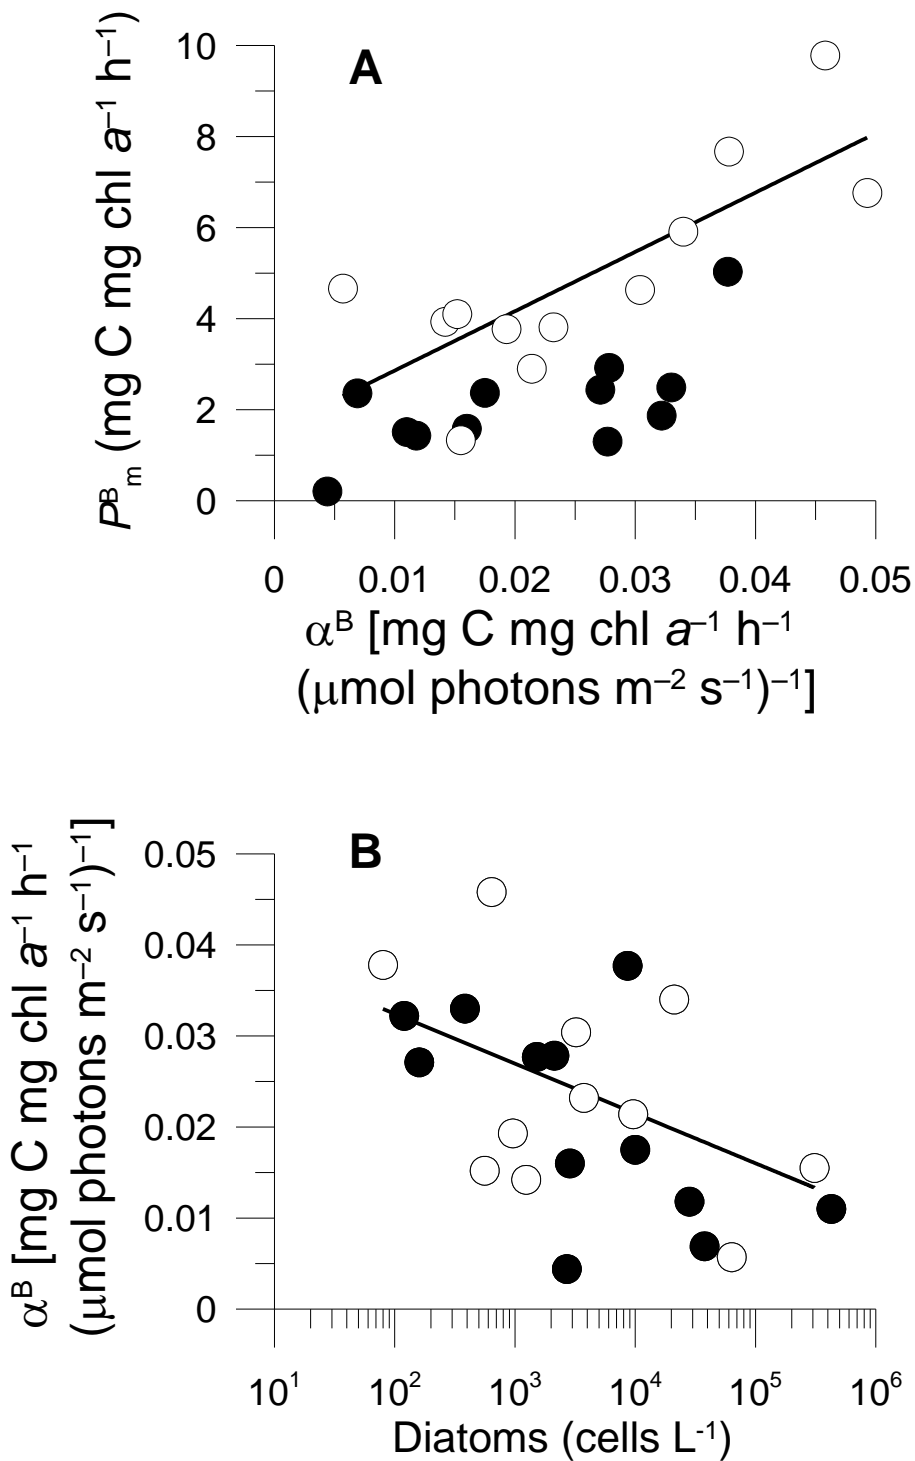 A
P^B_m (mg C mg chl a⁻¹ h⁻¹)
10
8
6
4
2
0
0 0.01 0.02 0.03 0.04 0.05
α^B [mg C mg chl a⁻¹ h⁻¹
(μmol photons m⁻² s⁻¹)⁻¹]
B
α^B [mg C mg chl a⁻¹ h⁻¹
(μmol photons m⁻² s⁻¹)⁻¹]
0.05
0.04
0.03
0.02
0.01
0
10¹ 10² 10³ 10⁴ 10⁵ 10⁶
Diatoms (cells L⁻¹)